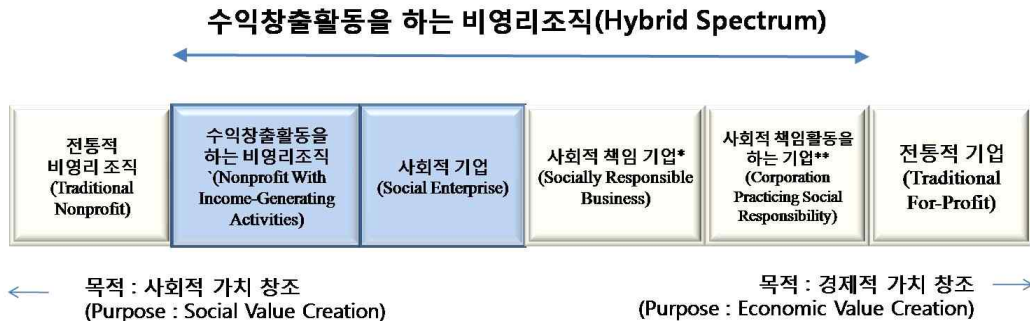 수익창출활동을 하는 비영리조직(Hybrid Spectrum)
전통적
비영리 조직
(Traditional
Nonprofit)
수익창출활동을
하는 비영리조직
`(Nonprofit With
Income-Generating
Activities)
사회적 기업
(Social Enterprise)
사회적 책임 기업*
(Socially Responsible
Business)
사회적 책임활동을
하는 기업**
(Corporation
Practicing Social
Responsibility)
전통적 기업
(Traditional
For-Profit)
목적 : 사회적 가치 창조
(Purpose : Social Value Creation)
목적 : 경제적 가치 창조
(Purpose : Economic Value Creation)